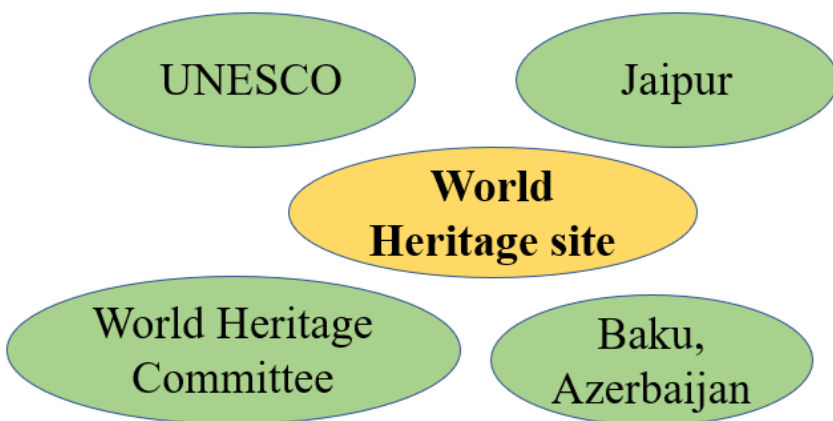 UNESCO
Jaipur
World
Heritage site
World Heritage
Committee
Baku,
Azerbaijan